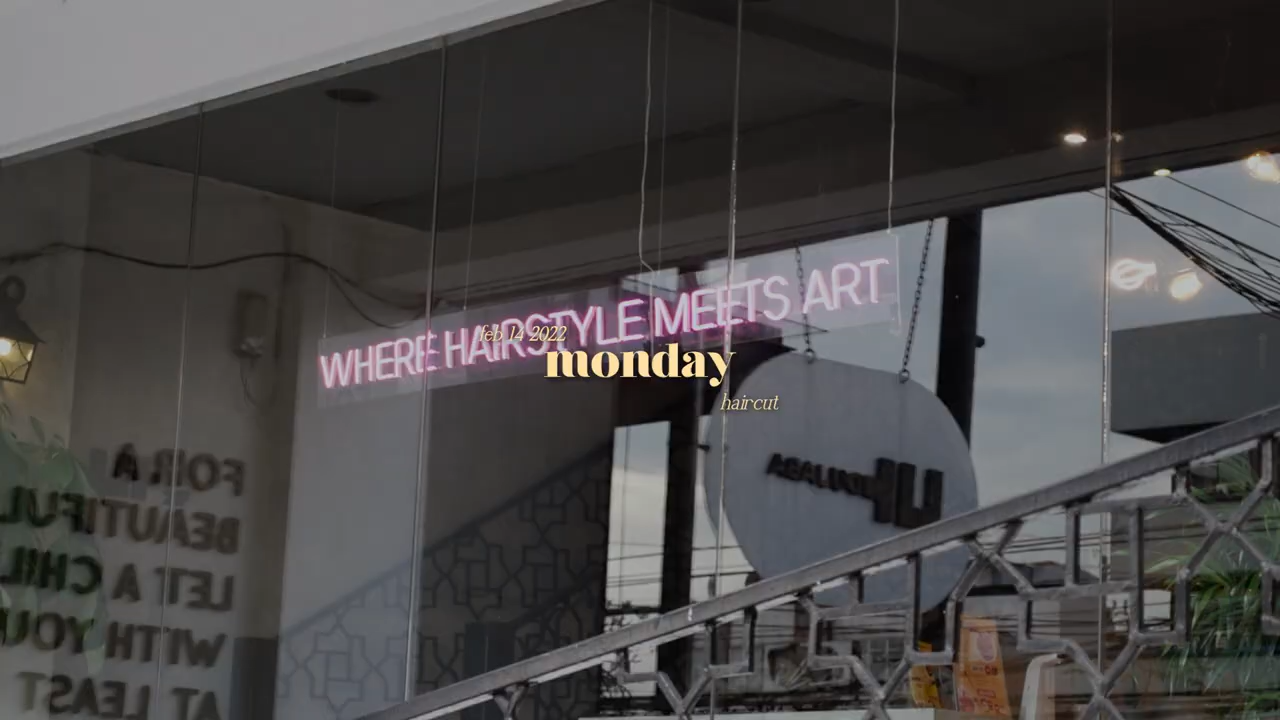 WHERE HAIRSTYLE MEETS ART
feb 14 2022
monday
haircut
FOR A
BEAUTIFUL
LET A CHIL
WITH YOU
AT LEAST